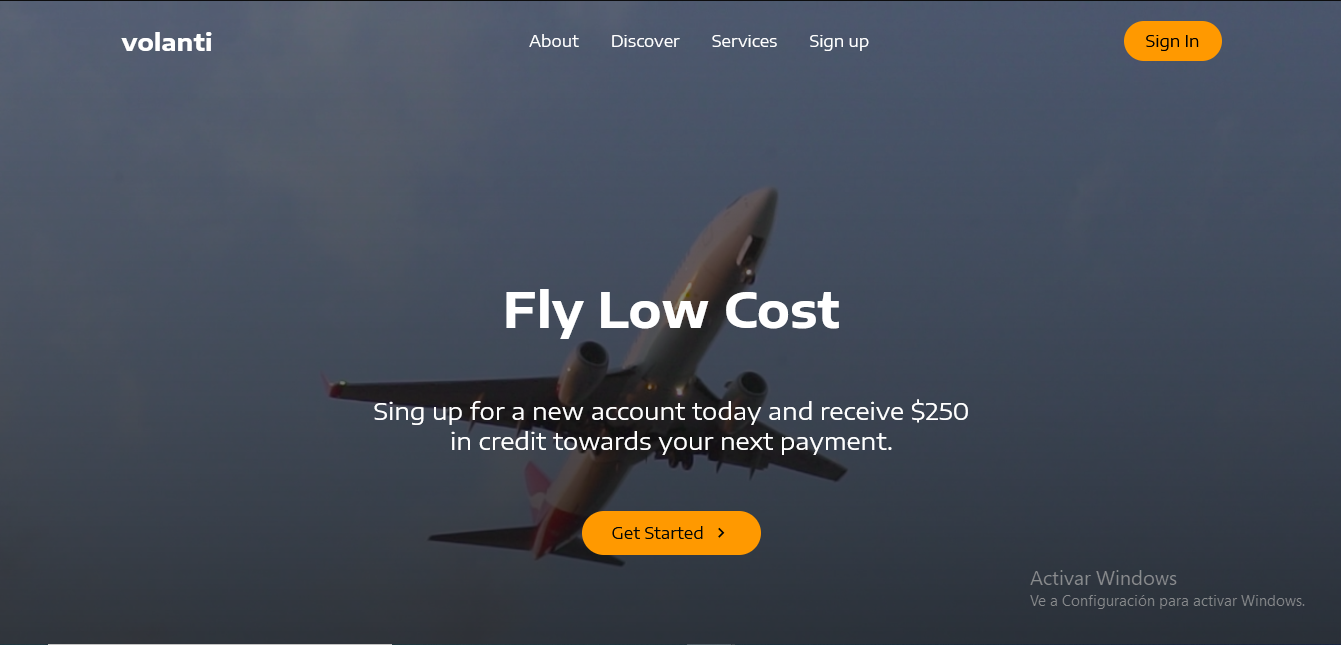 volanti
About
Discover
Services
Sign up
Sign In
Fly Low Cost
Sing up for a new account today and receive $250
in credit towards your next payment.
Get Started
Activar Windows
Ve a Configuración para activar Windows.